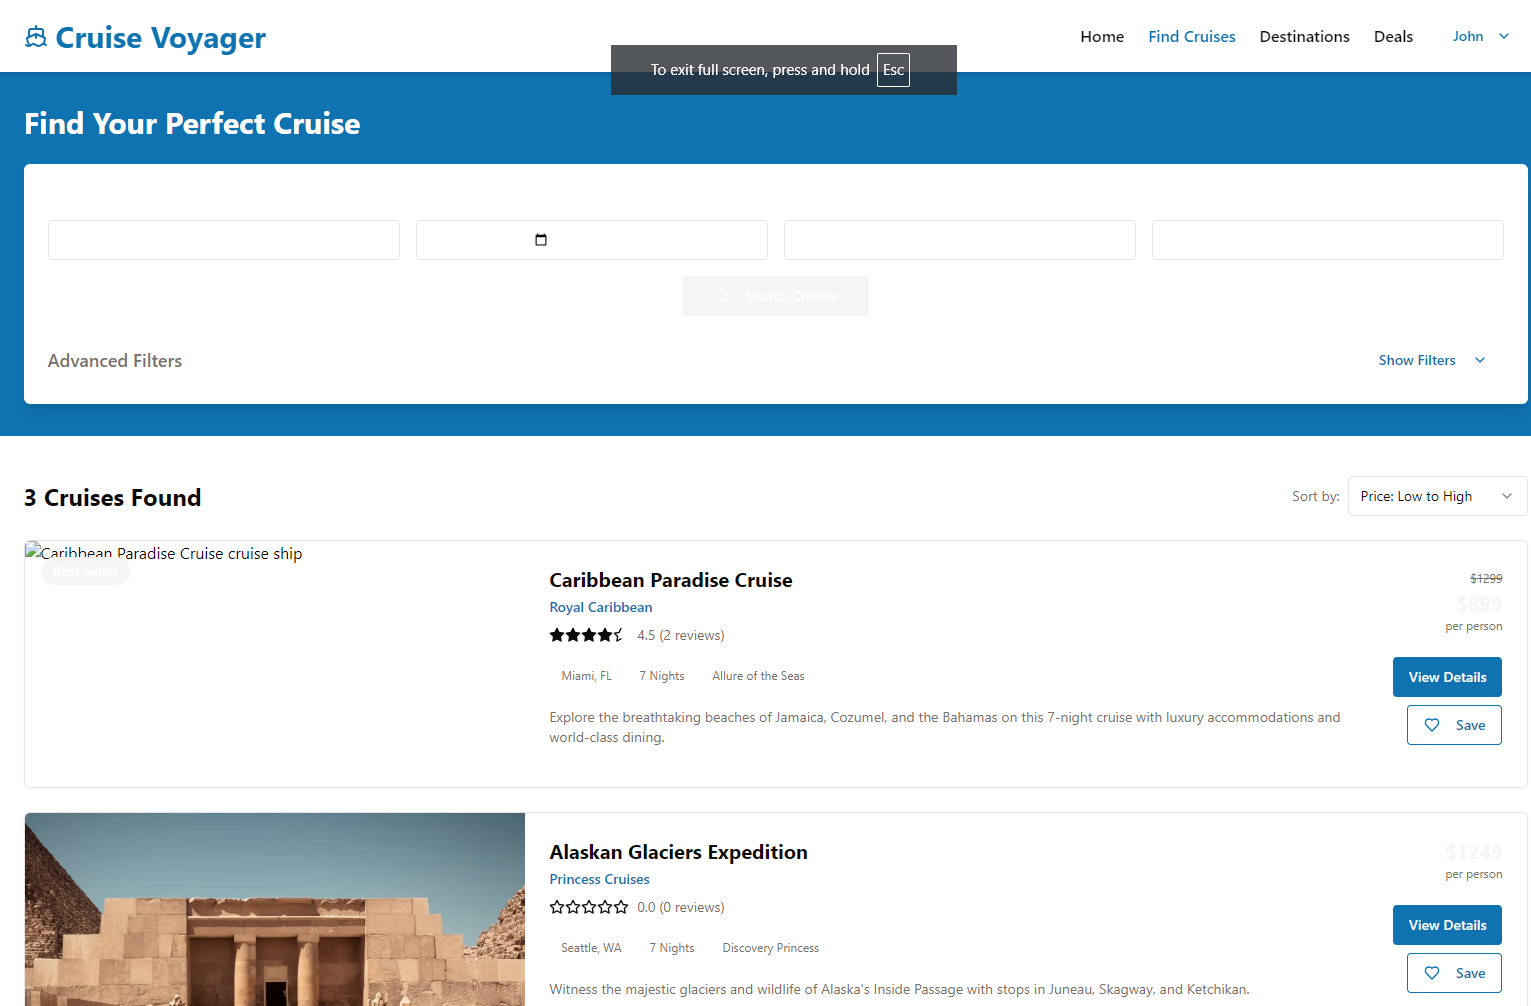 Cruise Voyager
Home Find Cruises Destinations Deals John
To exit full screen, press and hold Esc
Find Your Perfect Cruise
Search Cruises
Advanced Filters
Show Filters
3 Cruises Found
Sort by: Price: Low to High
Caribbean Paradise Cruise cruise ship
Best Seller
Caribbean Paradise Cruise
Royal Caribbean
4.5 (2 reviews)
Miami, FL 7 Nights Allure of the Seas
Explore the breathtaking beaches of Jamaica, Cozumel, and the Bahamas on this 7-night cruise with luxury accommodations and
world-class dining.
$1299
$899
per person
View Details
Save
Alaskan Glaciers Expedition
Princess Cruises
0.0 (0 reviews)
Seattle, WA 7 Nights Discovery Princess
Witness the majestic glaciers and wildlife of Alaska's Inside Passage with stops in Juneau, Skagway, and Ketchikan.
$1249
per person
View Details
Save